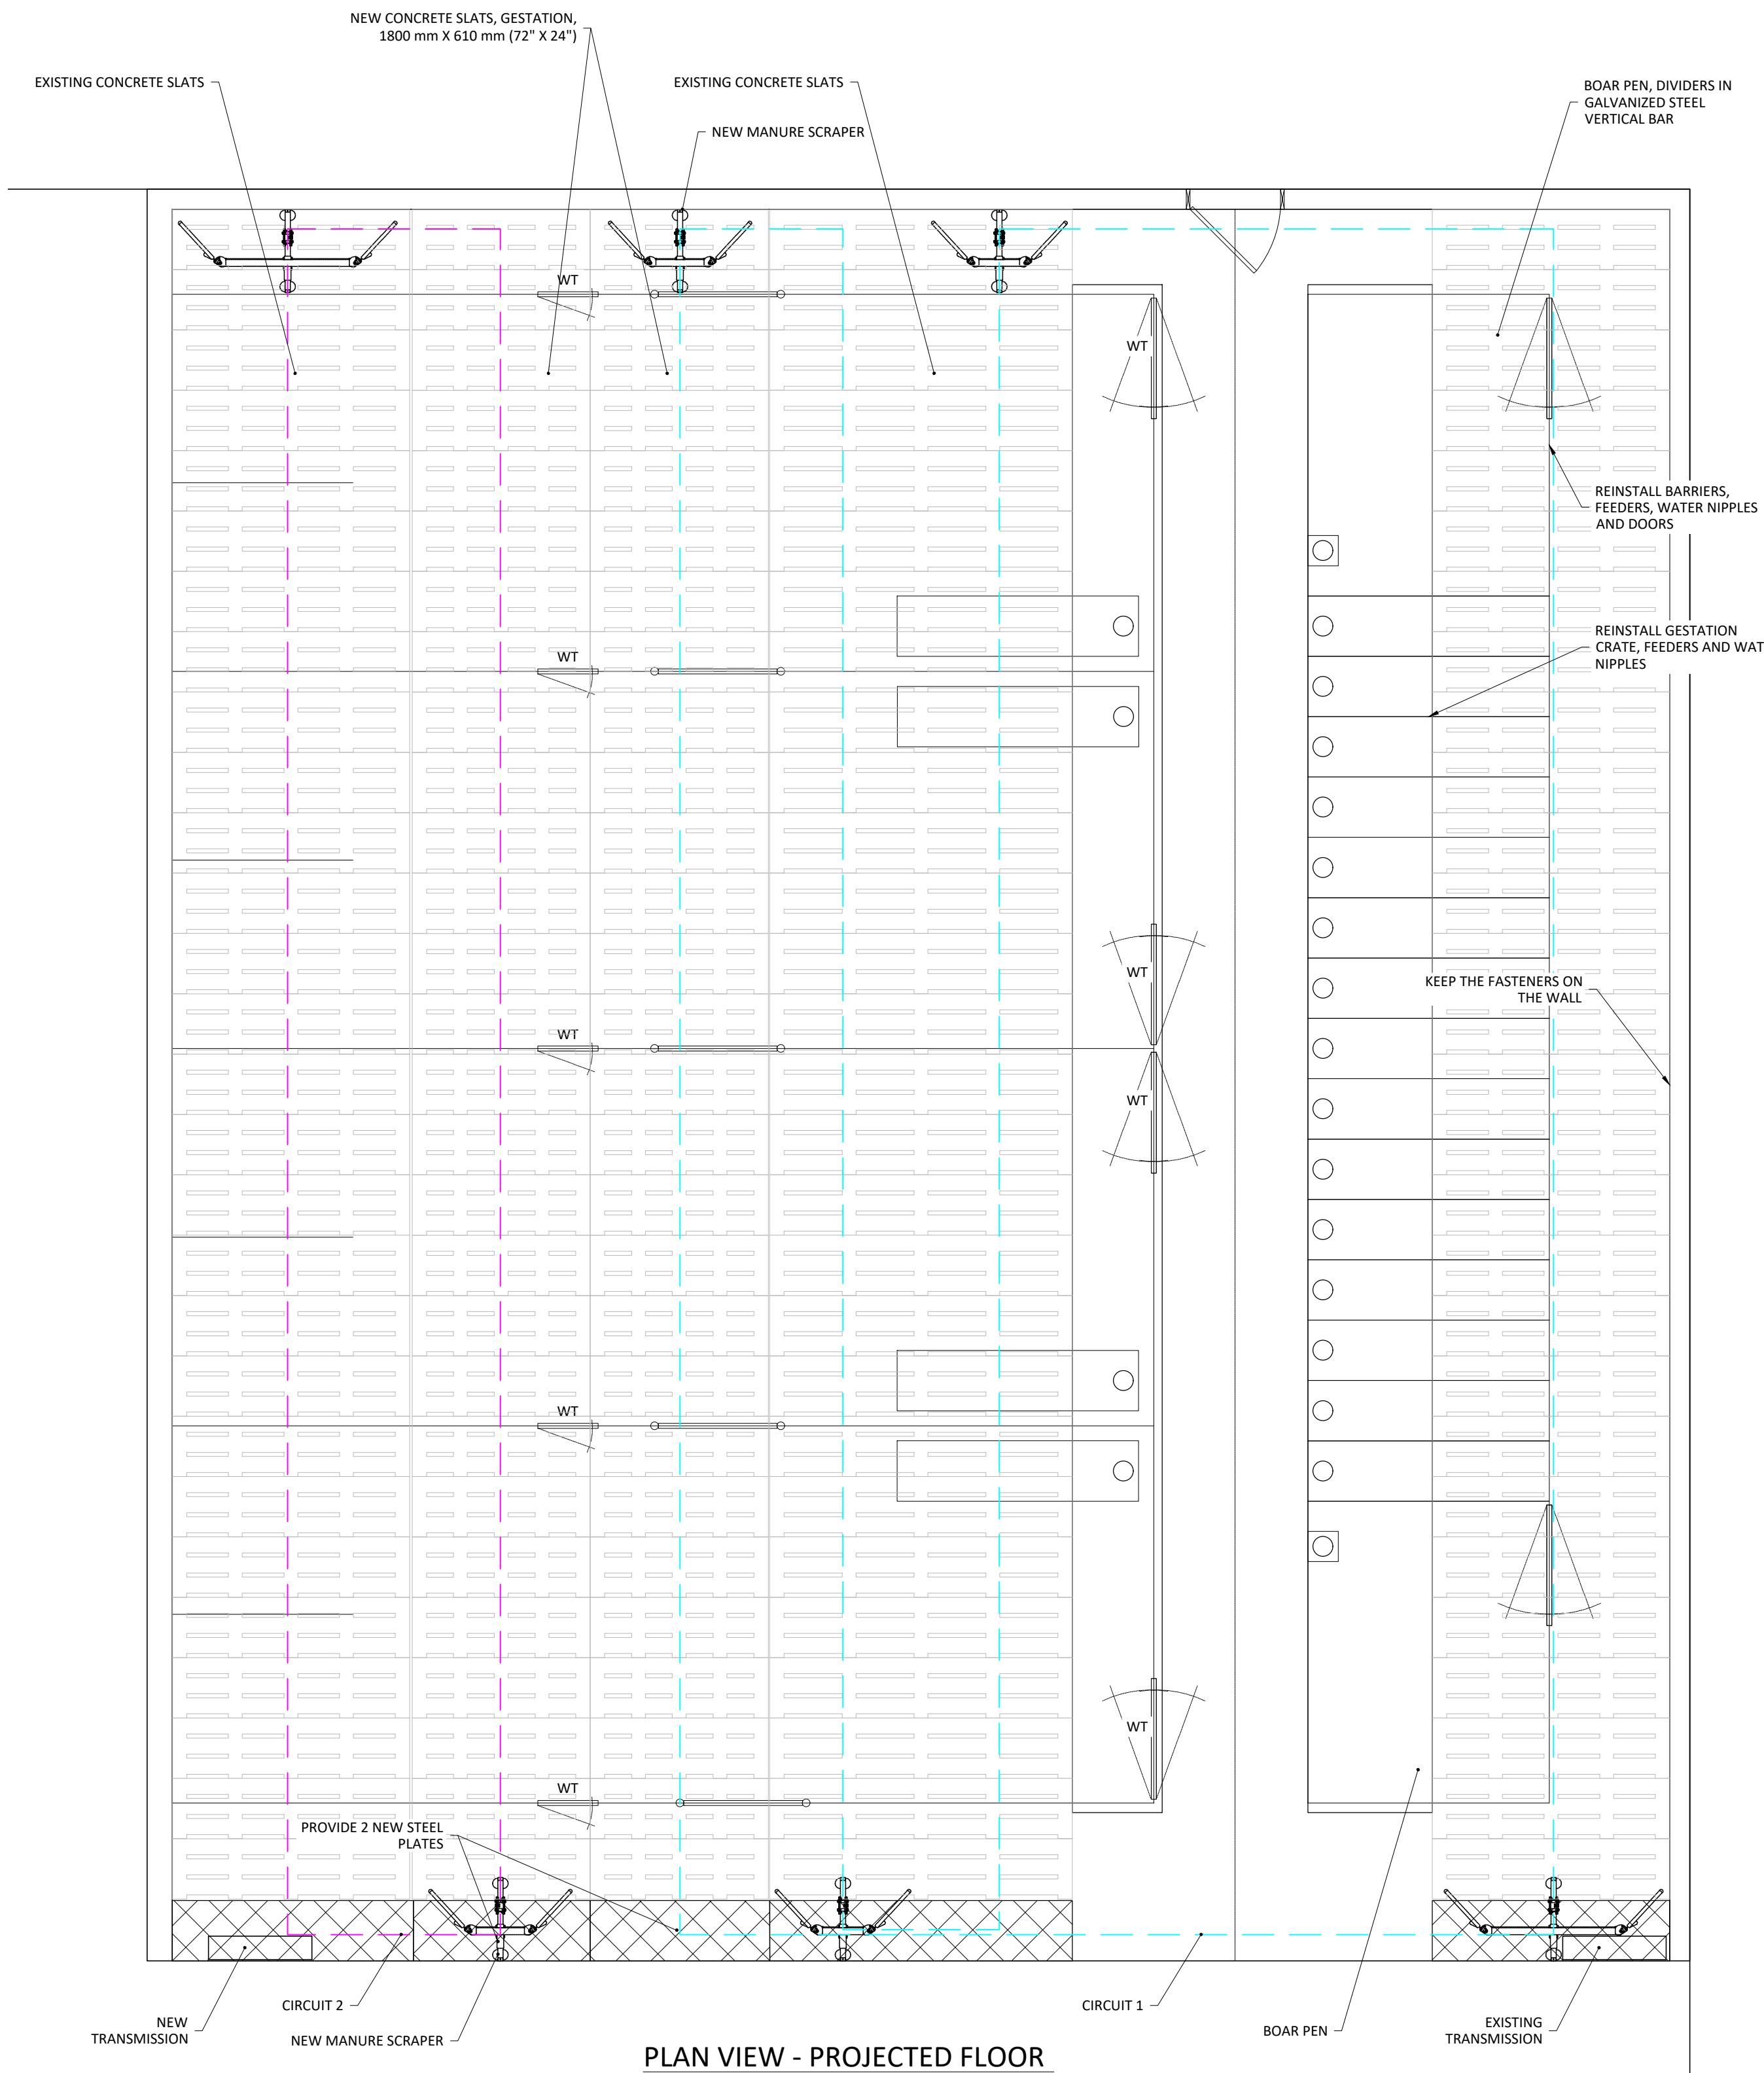 NEW CONCRETE SLATS, GESTATION,
1800 mm X 610 mm (72" X 24")
EXISTING CONCRETE SLATS
EXISTING CONCRETE SLATS
BOAR PEN, DIVIDERS IN
GALVANIZED STEEL
VERTICAL BAR
NEW MANURE SCRAPER
WT
WT
REINSTALL BARRIERS,
FEEDERS, WATER NIPPLES
AND DOORS
REINSTALL GESTATION
CRATE, FEEDERS AND WAT
NIPPLES
WT
WT
KEEP THE FASTENERS ON
THE WALL
WT
WT
WT
WT
WT
PROVIDE 2 NEW STEEL
PLATES
CIRCUIT 2
CIRCUIT 1
NEW
TRANSMISSION
NEW MANURE SCRAPER
BOAR PEN
EXISTING
TRANSMISSION
PLAN VIEW - PROJECTED FLOOR